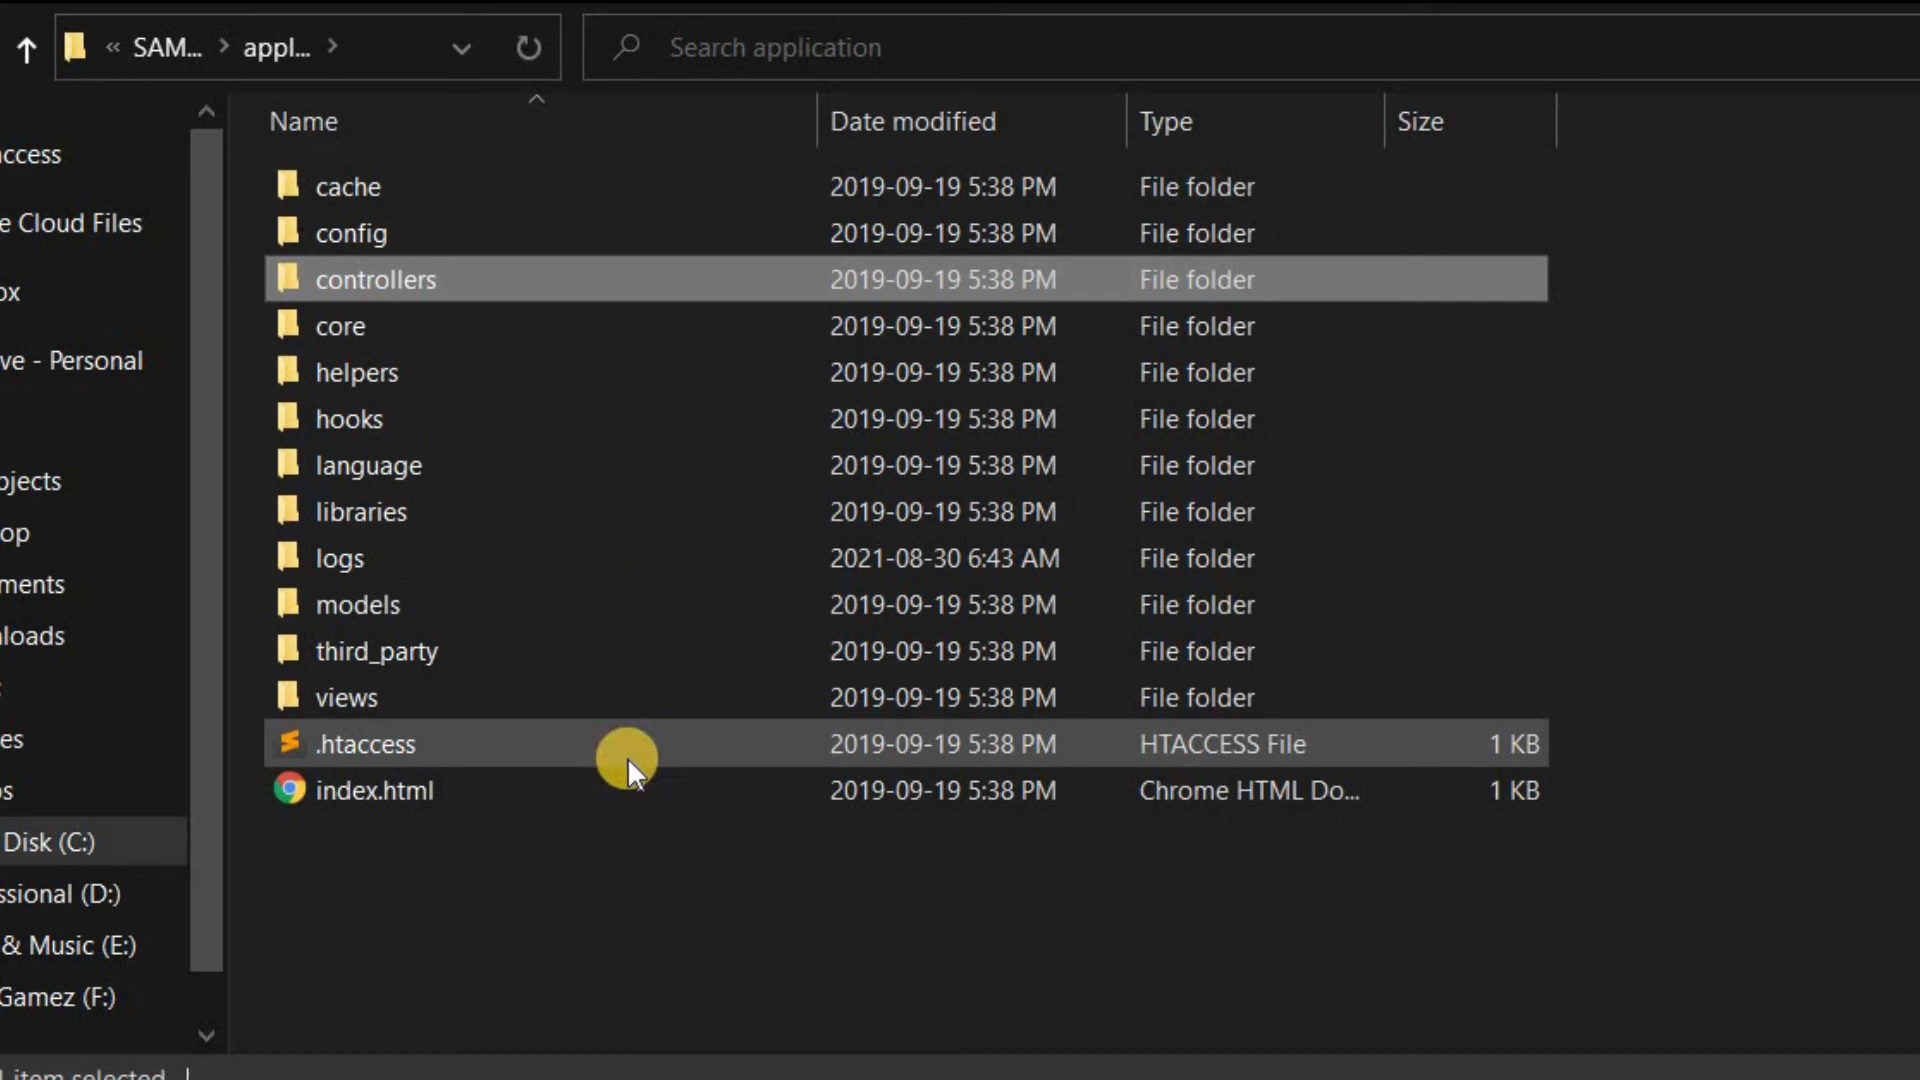 « SAM... > appl... >
Search application
Name Date modified Type Size
ccess
e Cloud Files
ox
ve - Personal
bjects
op
ments
nloads
es
os
Disk (C:)
ssional (D:)
& Music (E:)
Gamez (F:)
cache 2019-09-19 5:38 PM File folder
config 2019-09-19 5:38 PM File folder
controllers 2019-09-19 5:38 PM File folder
core 2019-09-19 5:38 PM File folder
helpers 2019-09-19 5:38 PM File folder
hooks 2019-09-19 5:38 PM File folder
language 2019-09-19 5:38 PM File folder
libraries 2019-09-19 5:38 PM File folder
logs 2021-08-30 6:43 AM File folder
models 2019-09-19 5:38 PM File folder
third_party 2019-09-19 5:38 PM File folder
views 2019-09-19 5:38 PM File folder
.htaccess 2019-09-19 5:38 PM HTACCESS File 1 KB
index.html 2019-09-19 5:38 PM Chrome HTML Do... 1 KB
1 item selected